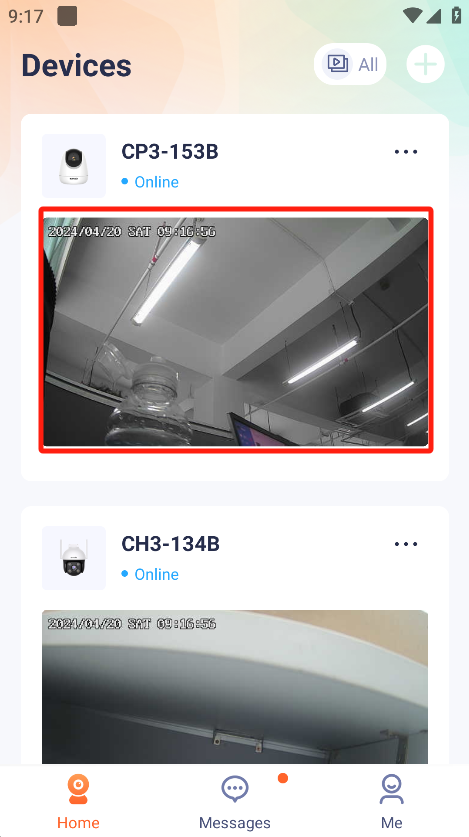 9:17
Devices
All
CP3-153B
Online
2024/04/20 SAT 09:16:56
CH3-134B
Online
2024/04/20 SAT 09:16:56
Home
Messages
Me